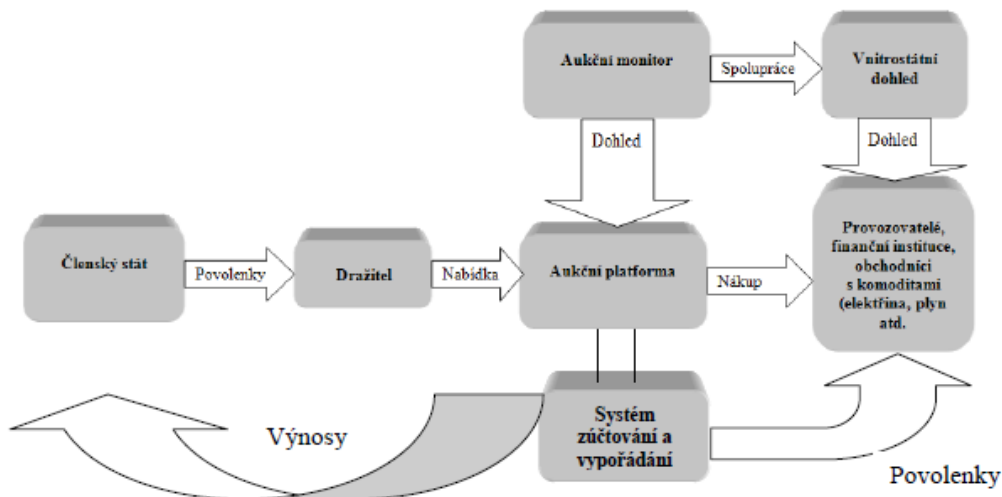 Aukční monitor
Spolupráce
Vnitrostátní
dohled
Dohled
Dohled
Členský stát
Povolenky
Dražitel
Nabídka
Aukční platforma
Nákup
Provozovatelé,
finanční instituce,
obchodníci
s komoditami
(elektřina, plyn
atd.
Systém
zúčtování a
vypořádání
Výnosy
Povolenky